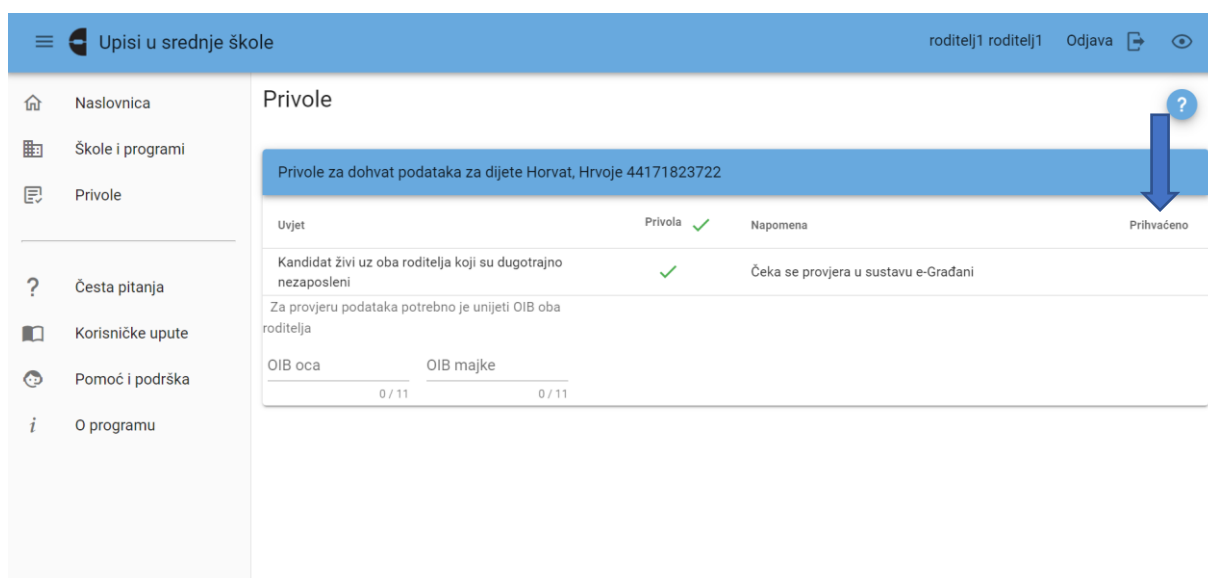 Upisi u srednje škole
roditelj1 roditelj1
Odjava
Naslovnica
Škole i programi
Privole
Česta pitanja
Korisničke upute
Pomoć i podrška
O programu
Privole
?
Privole za dohvat podataka za dijete Horvat, Hrvoje 44171823722
Uvjet
Privola
Napomena
Prihvaćeno
Kandidat živi uz oba roditelja koji su dugotrajno
nezaposleni
Čeka se provjera u sustavu e-Građani
Za provjeru podataka potrebno je unijeti OIB oba
roditelja
OIB oca
OIB majke
0 / 11
0 / 11